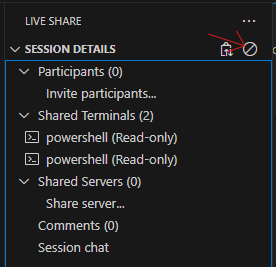 LIVE SHARE
SESSION DETAILS
Participants (0)
Invite participants...
Shared Terminals (2)
powershell (Read-only)
powershell (Read-only)
Shared Servers (0)
Share server...
Comments (0)
Session chat